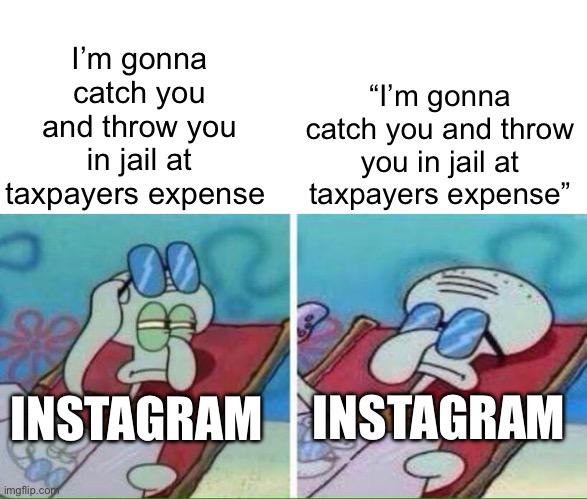 I’m gonna
catch you
and throw you
in jail at
taxpayers expense
“I’m gonna
catch you and throw
you in jail at
taxpayers expense”
INSTAGRAM
INSTAGRAM
imgflip.com